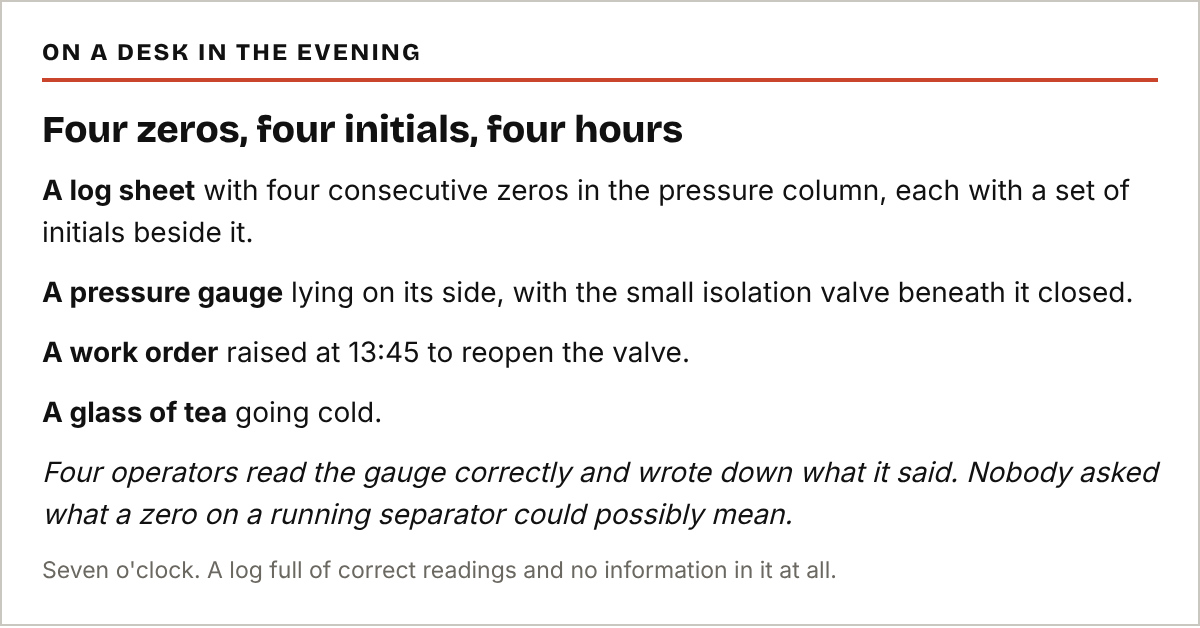 ON A DESK IN THE EVENING
Four zeros, four initials, four hours
A log sheet with four consecutive zeros in the pressure column, each with a set of
initials beside it.
A pressure gauge lying on its side, with the small isolation valve beneath it closed.
A work order raised at 13:45 to reopen the valve.
A glass of tea going cold.
Four operators read the gauge correctly and wrote down what it said. Nobody asked
what a zero on a running separator could possibly mean.
Seven o'clock. A log full of correct readings and no information in it at all.